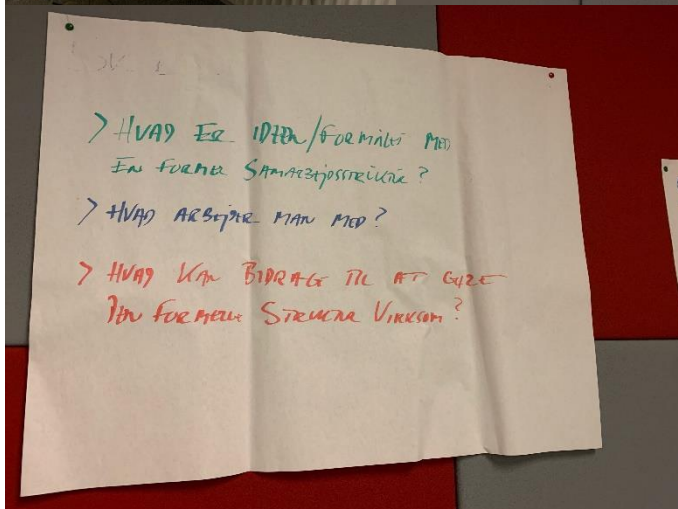 > HVAD ER IDEEN/FORMÅLET MED
EN FORMEL SAMARBEJDSSTRUKTUR?
> HVAD ARBEJDER MAN MED?
> HVAD KAN BIDRAGE TIL AT GØRE
DEN FORMELLE STRUKTUR VIRKSOM?